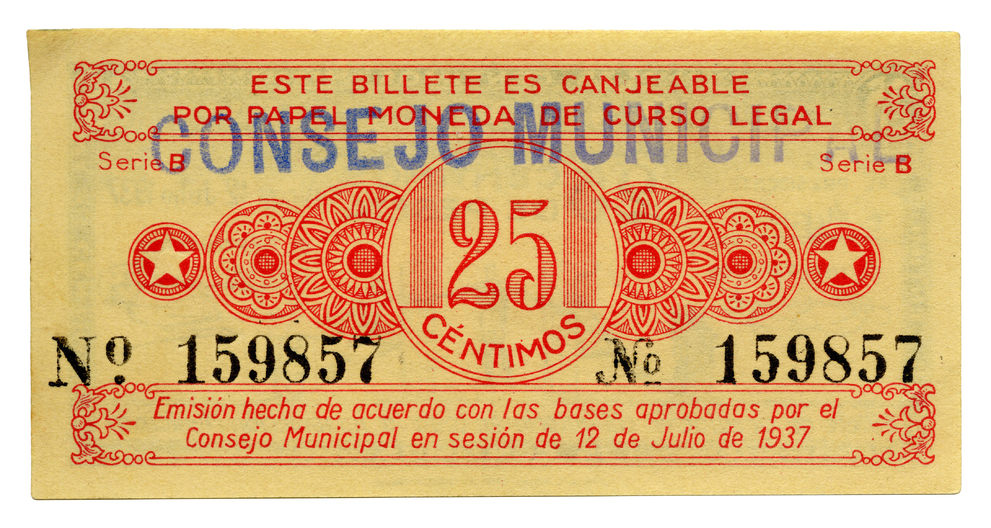 ESTE BILLETE ES CANJEABLE
POR PAPEL MONEDA DE CURSO LEGAL
CONSEJO MUNICIPAL
Serie B
Serie B
25
CÉNTIMOS
Nº. 159857
Nº 159857
Emisión hecha de acuerdo con las bases aprobadas por el
Consejo Municipal en sesión de 12 de Julio de 1937